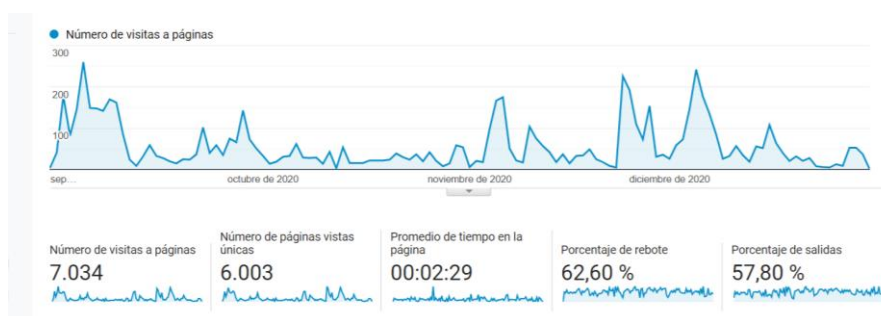 Número de visitas a páginas
300
200
100
sep...
octubre de 2020
noviembre de 2020
diciembre de 2020
Número de visitas a páginas
7.034
Número de páginas vistas
únicas
6.003
Promedio de tiempo en la
página
00:02:29
Porcentaje de rebote
62,60 %
Porcentaje de salidas
57,80 %